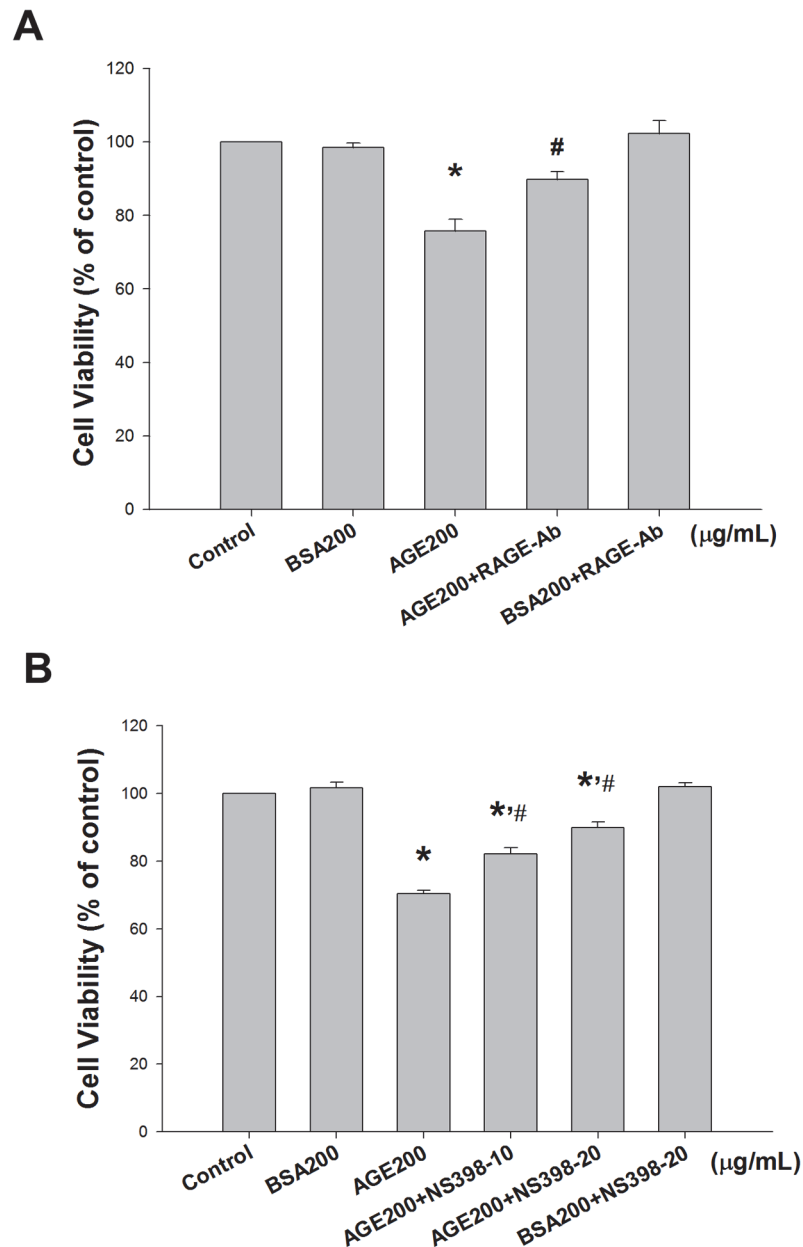 A
Cell Viability (% of control)
120
100
80
60
40
20
0
*
#
Control
BSA200
AGE200
AGE200+RAGE-Ab
BSA200+RAGE-Ab
(μg/mL)
B
Cell Viability (% of control)
120
100
80
60
40
20
0
*
*,#
*,#
Control
BSA200
AGE200
AGE200+NS398-10
AGE200+NS398-20
BSA200+NS398-20
(μg/mL)